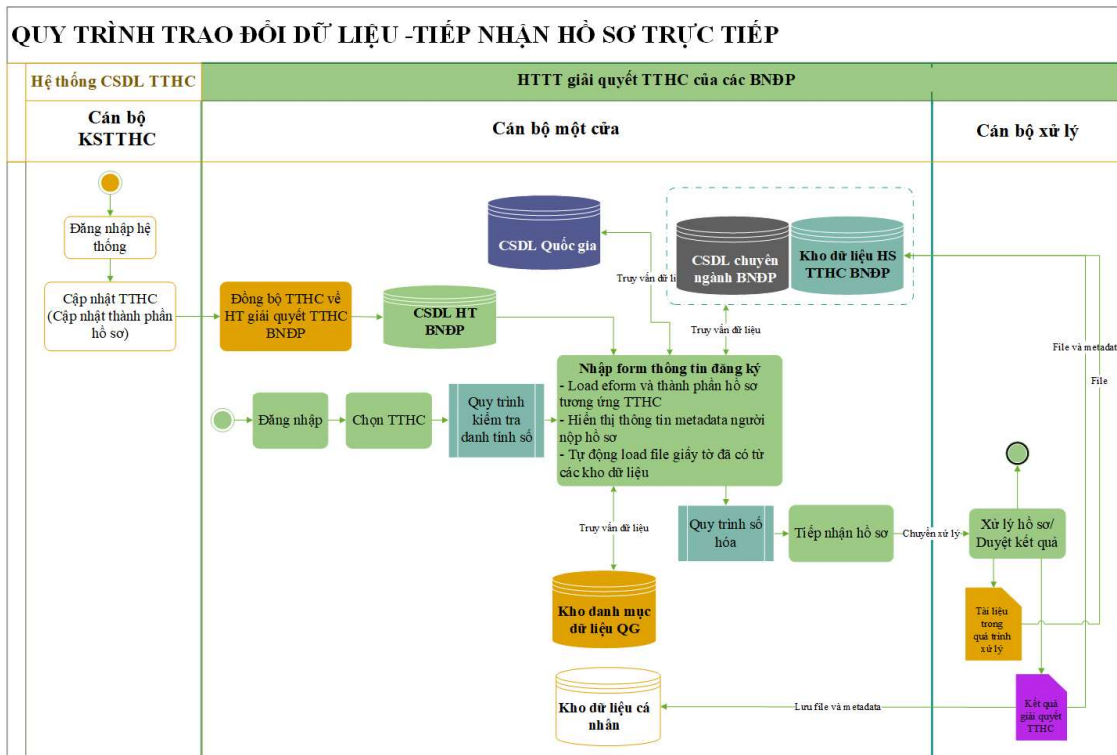 QUY TRÌNH TRAO ĐỔI DỮ LIỆU -TIẾP NHẬN HỒ SƠ TRỰC TIẾP
Hệ thống CSDL TTHC
HTTT giải quyết TTHC của các BNĐP
Cán bộ
KSTTHC
Cán bộ một cửa
Cán bộ xử lý
Đăng nhập hệ
thống
Cập nhật TTHC
(Cập nhật thành phần
hồ sơ)
Đồng bộ TTHC về
HT giải quyết TTHC
BNĐP
CSDL HT
BNĐP
CSDL Quốc gia
CSDL chuyên
ngành BNĐP
Kho dữ liệu HS
TTHC BNĐP
Truy vấn dữ li
Truy vấn dữ liệu
File và metadata
File
Đăng nhập
Chọn TTHC
Quy trình
kiểm tra
danh tính số
Nhập form thông tin đăng ký
- Load eform và thành phần hồ sơ
tương ứng TTHC
- Hiển thị thông tin metadata người
nộp hồ sơ
- Tự động load file giấy tờ đã có từ
các kho dữ liệu
Truy vấn dữ liệu
Quy trình số
hóa
Tiếp nhận hồ sơ
Chuyển xử lý
Xử lý hồ sơ/
Duyệt kết quả
Kho danh mục
dữ liệu QG
Tài liệu
trong
quá trình
xử lý
Kho dữ liệu cá
nhân
Lưu file và metadata
Kết quả
giải quyết
TTHC